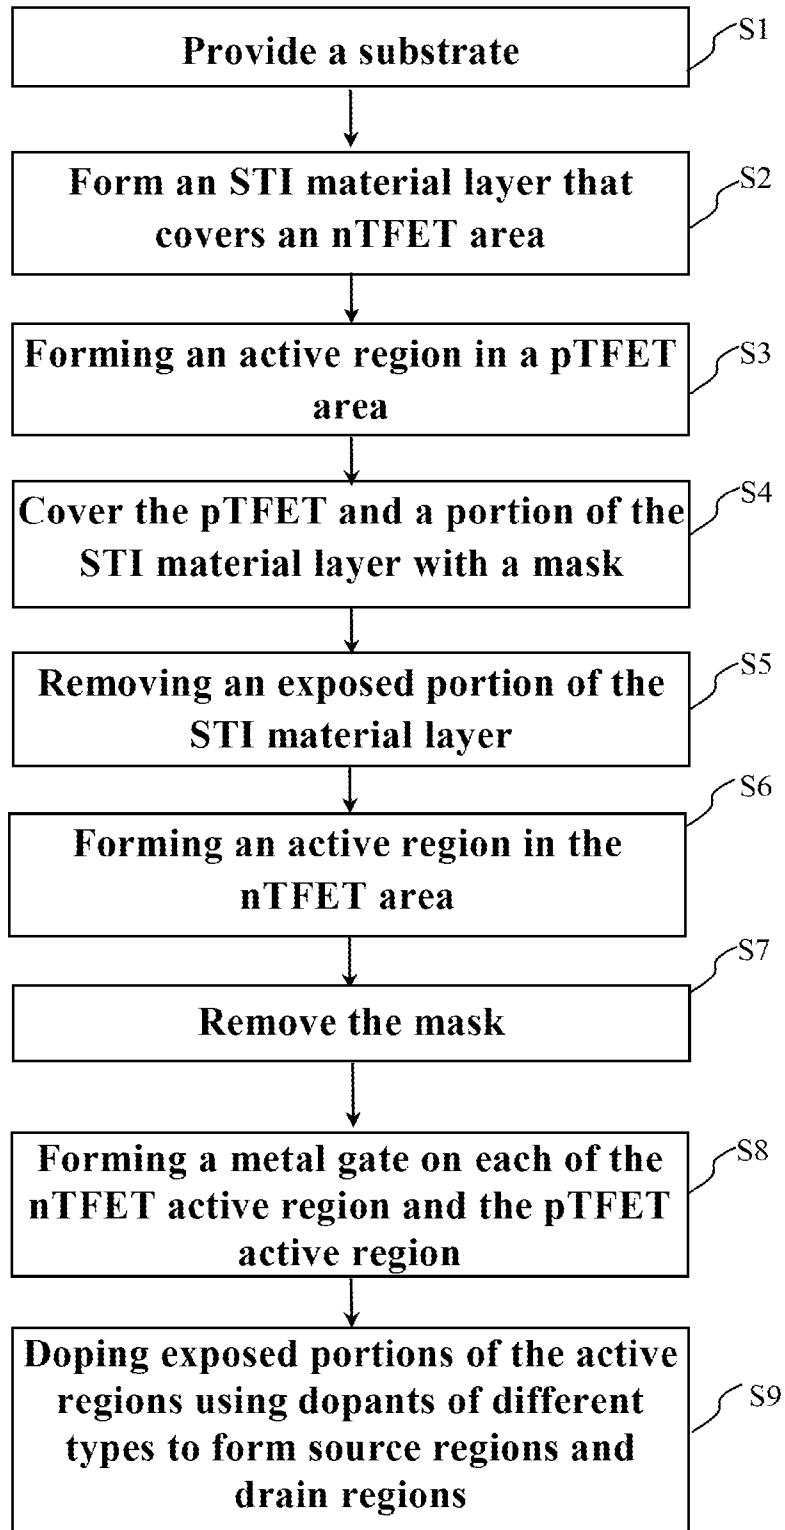 S1
Provide a substrate
S2
Form an STI material layer that
covers an nTFET area
S3
Forming an active region in a pTFET
area
S4
Cover the pTFET and a portion of the
STI material layer with a mask
S5
Removing an exposed portion of the
STI material layer
S6
Forming an active region in the
nTFET area
S7
Remove the mask
S8
Forming a metal gate on each of the
nTFET active region and the pTFET
active region
S9
Doping exposed portions of the active
regions using dopants of different
types to form source regions and
drain regions